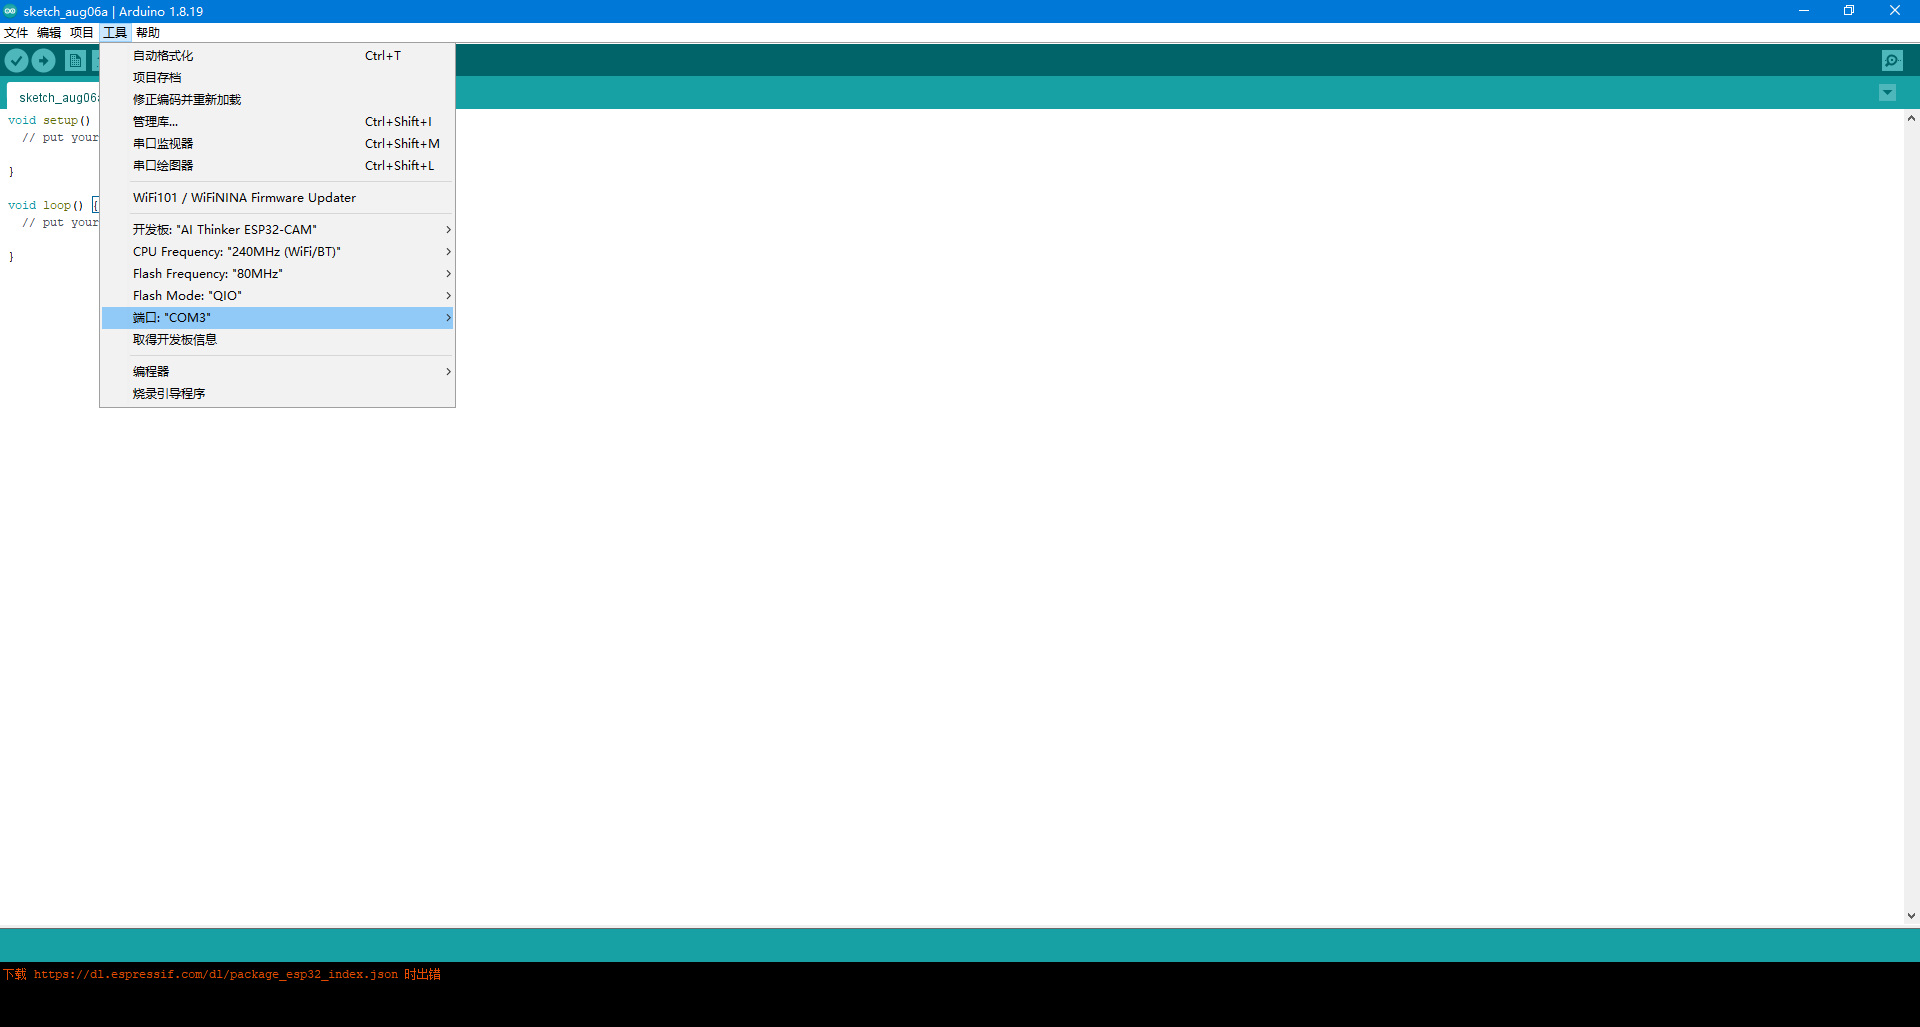 sketch_aug06a | Arduino 1.8.19
文件 编辑 项目 工具 帮助
sketch_aug06a
void setup()
// put your
}
void loop() {
// put your
}
自动格式化 Ctrl+T
项目存档
修正编码并重新加载
管理库... Ctrl+Shift+I
串口监视器 Ctrl+Shift+M
串口绘图器 Ctrl+Shift+L
WiFi101 / WiFiNINA Firmware Updater
开发板: "AI Thinker ESP32-CAM"
CPU Frequency: "240MHz (WiFi/BT)"
Flash Frequency: "80MHz"
Flash Mode: "QIO"
端口: "COM3"
取得开发板信息
编程器
烧录引导程序
下载 https://dl.espressif.com/dl/package_esp32_index.json 时出错